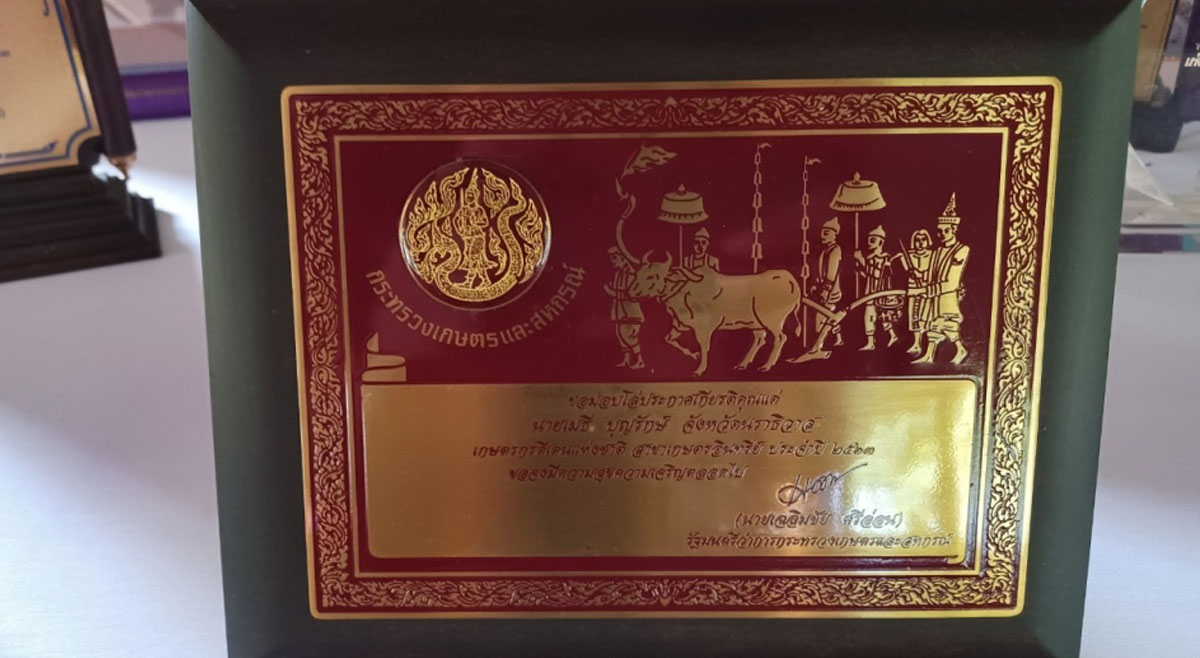 กระทรวงเกษตรและสหกรณ์
ขอมอบโล่ประกาศเกียรติคุณแด่
นายเมธี บุญรักษ์ จังหวัดนราธิวาส
เกษตรกรดีเด่นแห่งชาติ สาขาเกษตรอินทรีย์ ประจำปี ๒๕๖๓
ขอจงมีความสุขความเจริญตลอดไป
(นายเฉลิมชัย ศรีอ่อน)
รัฐมนตรีว่าการกระทรวงเกษตรและสหกรณ์